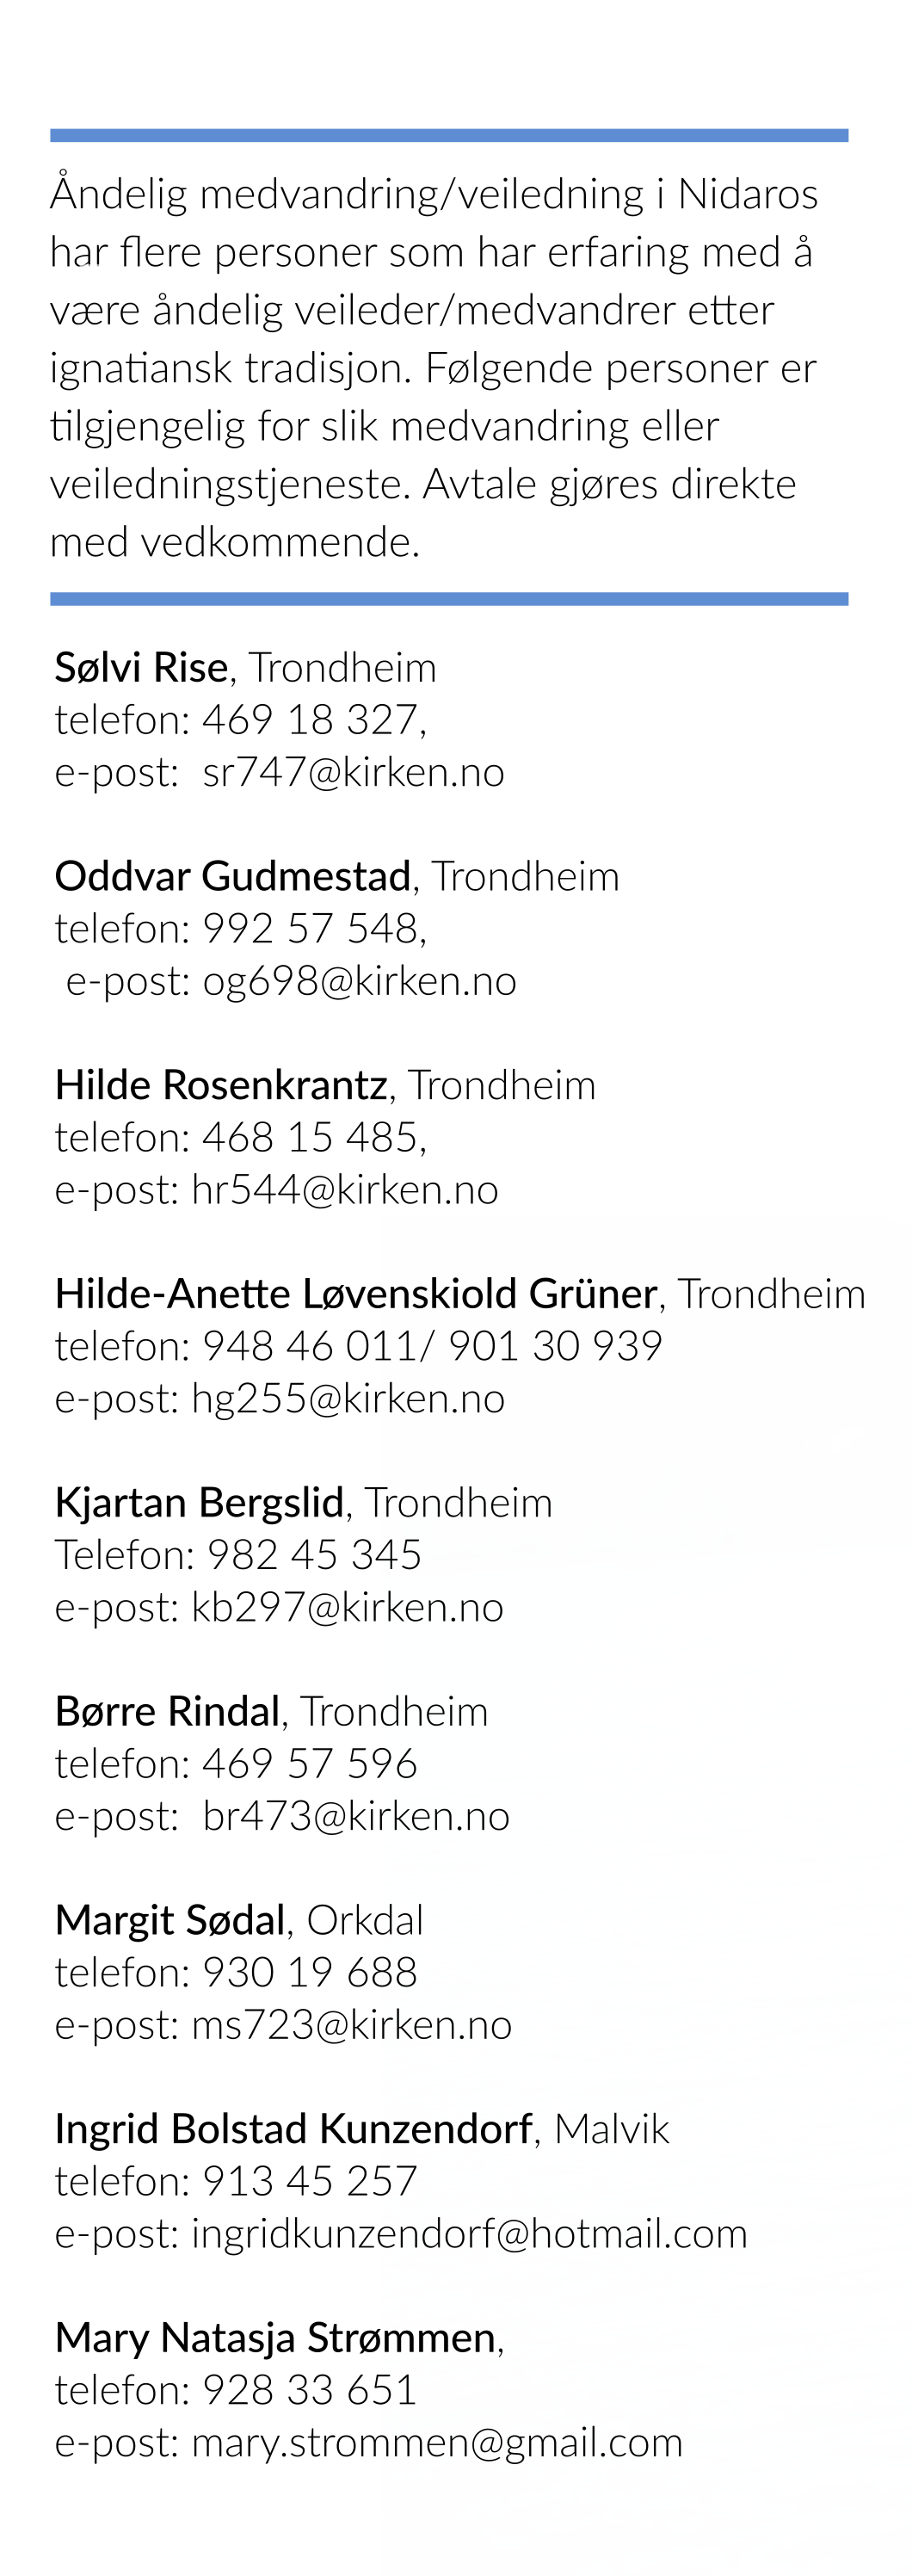 Åndelig medvandring/veiledning i Nidaros
har flere personer som har erfaring med å
være åndelig veileder/medvandrer etter
ignatiansk tradisjon. Følgende personer er
tilgjengelig for slik medvandring eller
veiledningstjeneste. Avtale gjøres direkte
med vedkommende.
Sølvi Rise, Trondheim
telefon: 469 18 327,
e-post:  sr747@kirken.no
Oddvar Gudmestad, Trondheim
telefon: 992 57 548,
e-post: og698@kirken.no
Hilde Rosenkrantz, Trondheim
telefon: 468 15 485,
e-post: hr544@kirken.no
Hilde-Anette Løvenskiold Grüner, Trondheim
telefon: 948 46 011/ 901 30 939
e-post: hg255@kirken.no
Kjartan Bergslid, Trondheim
Telefon: 982 45 345
e-post: kb297@kirken.no
Børre Rindal, Trondheim
telefon: 469 57 596
e-post:  br473@kirken.no
Margit Sødal, Orkdal
telefon: 930 19 688
e-post: ms723@kirken.no
Ingrid Bolstad Kunzendorf, Malvik
telefon: 913 45 257
e-post: ingridkunzendorf@hotmail.com
Mary Natasja Strømmen,
telefon: 928 33 651
e-post: mary.strommen@gmail.com